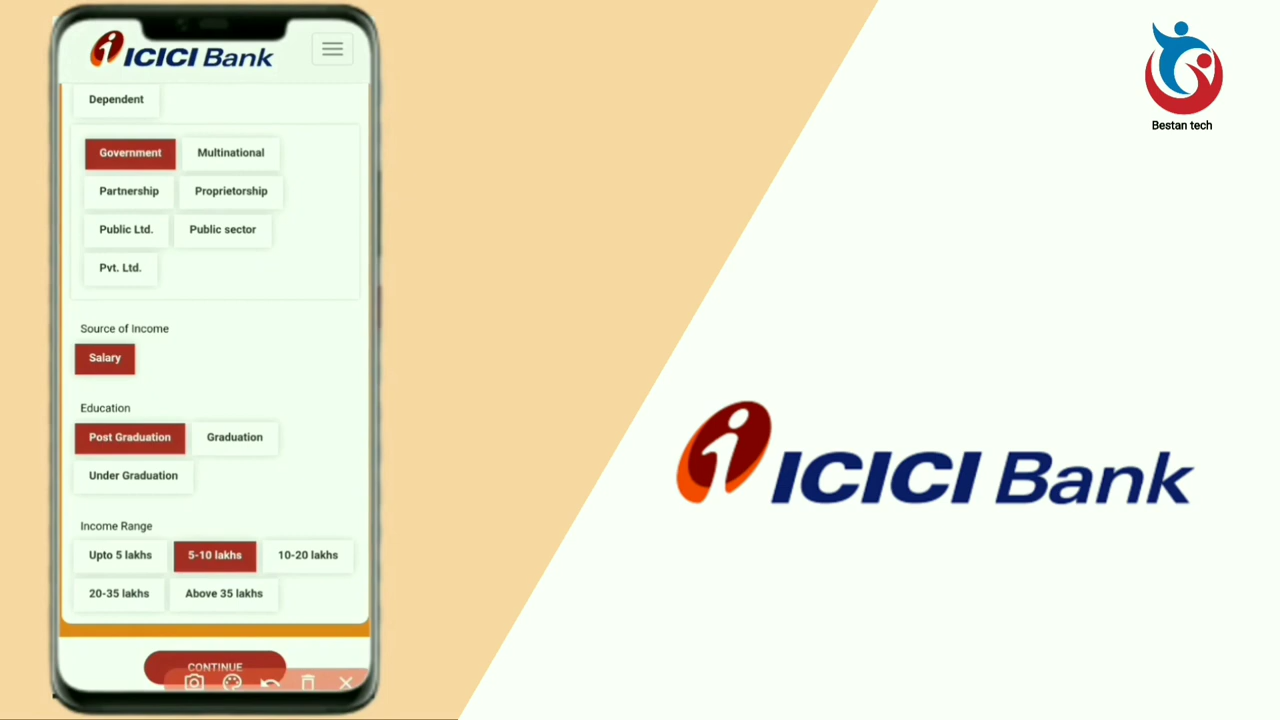 ICICI Bank
Dependent
Government Multinational
Partnership Proprietorship
Public Ltd. Public sector
Pvt. Ltd.
Source of Income
Salary
Education
Post Graduation Graduation
Under Graduation
Income Range
Upto 5 lakhs 5-10 lakhs 10-20 lakhs
20-35 lakhs Above 35 lakhs
CONTINUE
Bestan tech
ICICI Bank